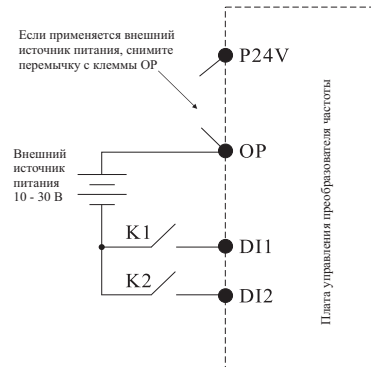 Если применяется внешний
источник питания, снимите
перемычку с клеммы OP
P24V
OP
Внешний
источник
питания
10 - 30 В
K1
DI1
K2
DI2
Плата управления преобразователя частоты